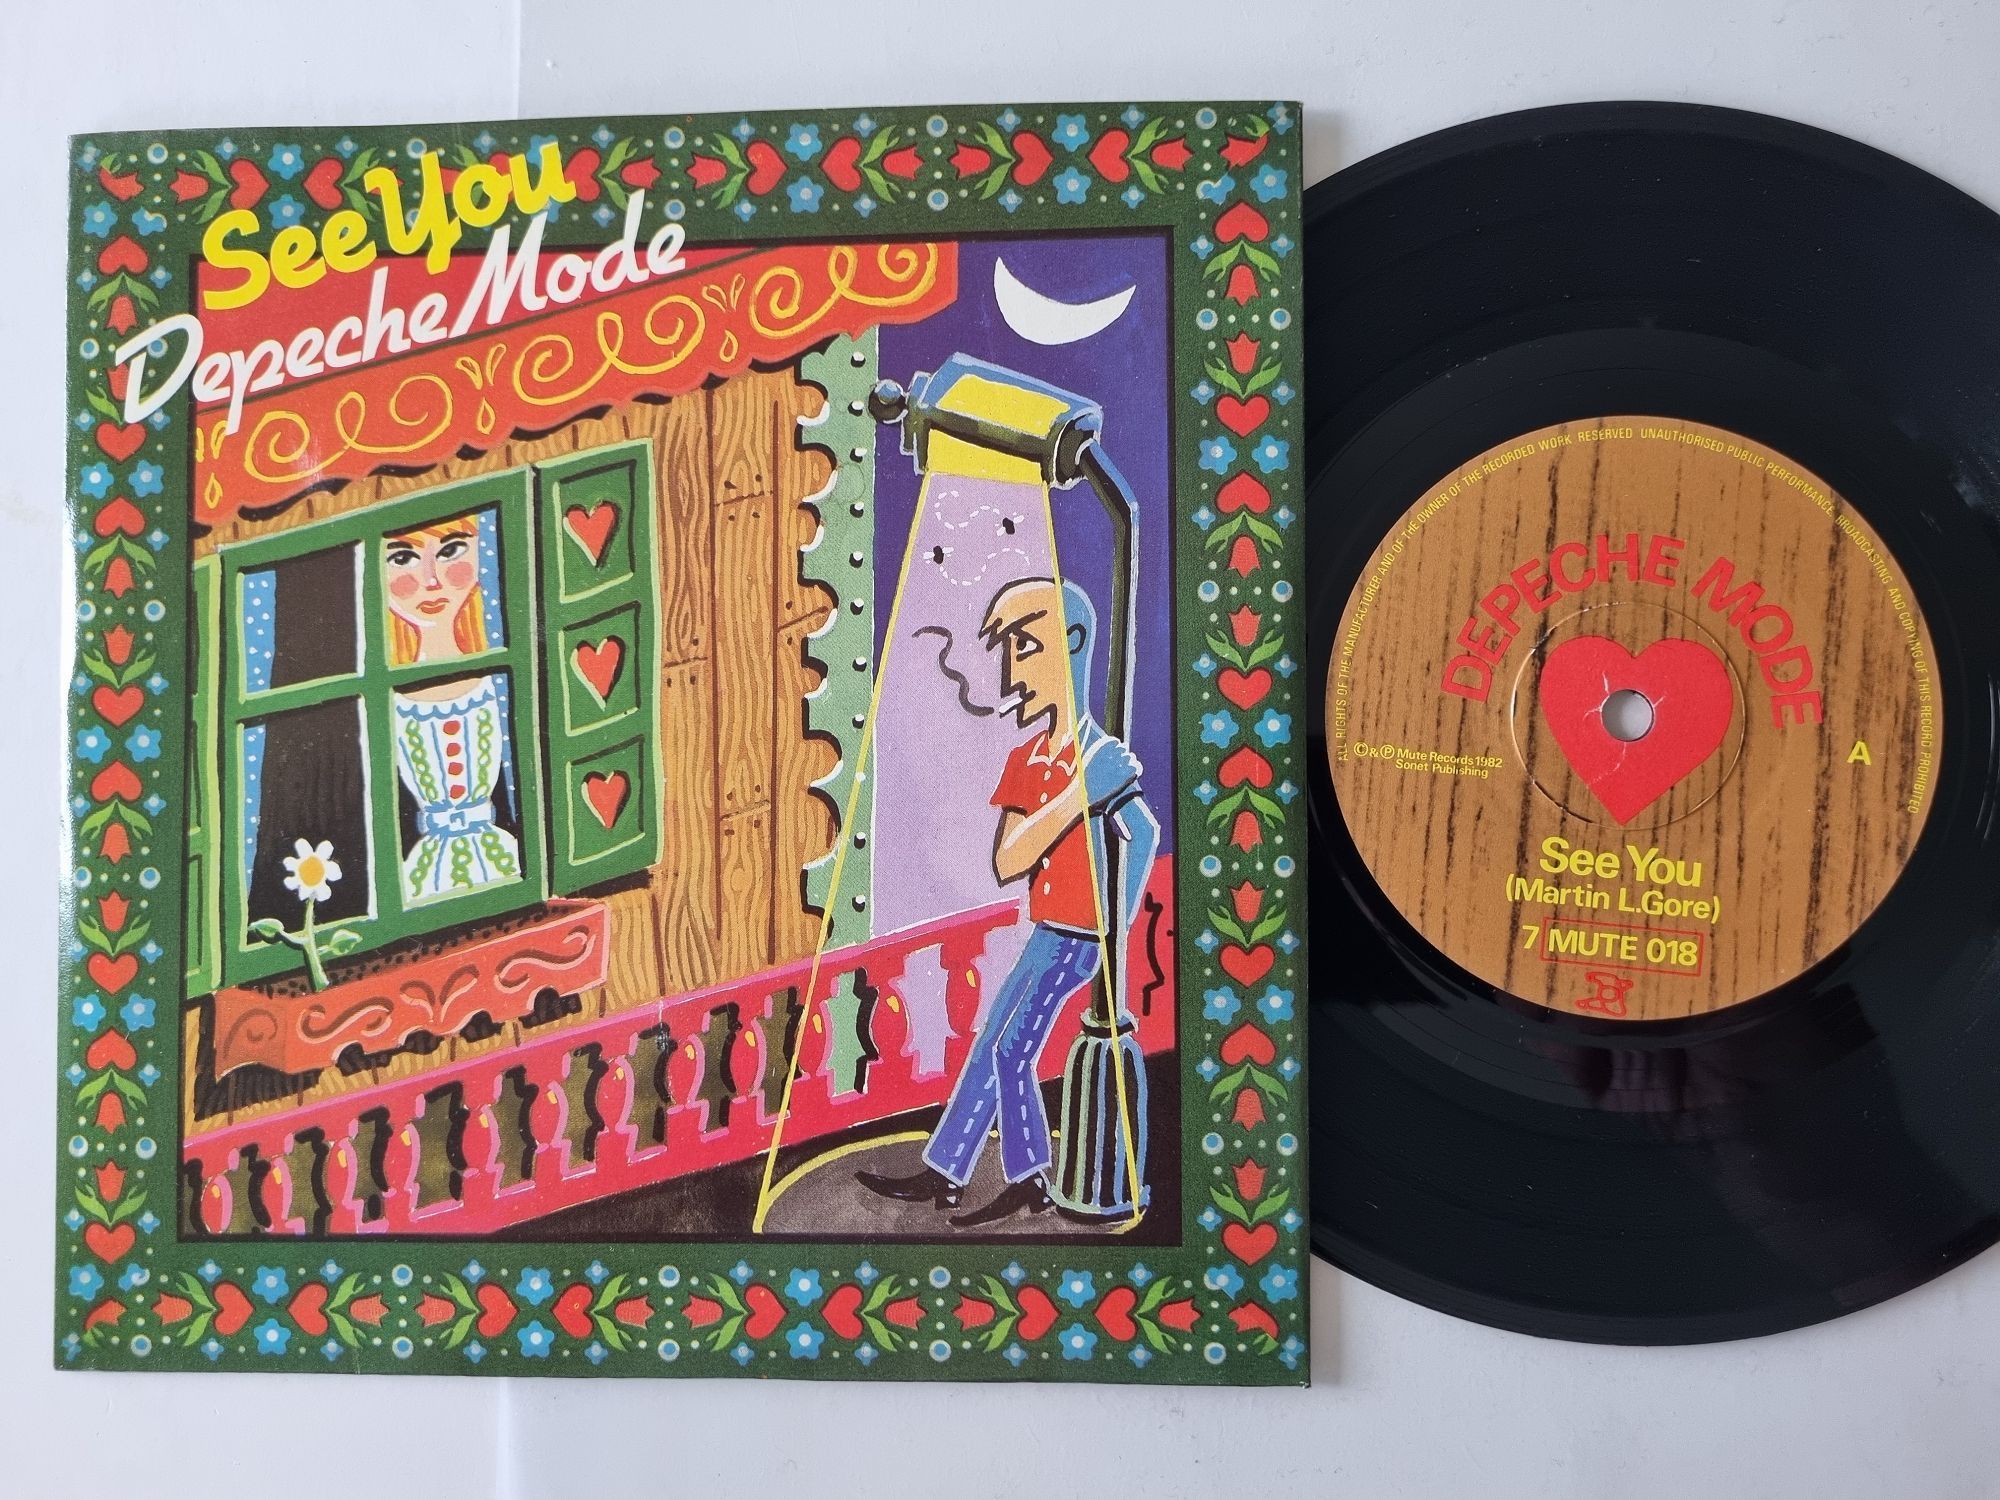 See You
Depeche Mode
ALL RIGHTS OF THE MANUFACTURER AND OF THE OWNER OF THE RECORDED WORK RESERVED UNAUTHORISED PUBLIC PERFORMANCE, BROADCASTING AND COPYING OF THIS RECORD PROHIBITED
DEPECHE MODE
©&℗ Mute Records 1982
Sonet Publishing
A
See You
(Martin L.Gore)
7 MUTE 018